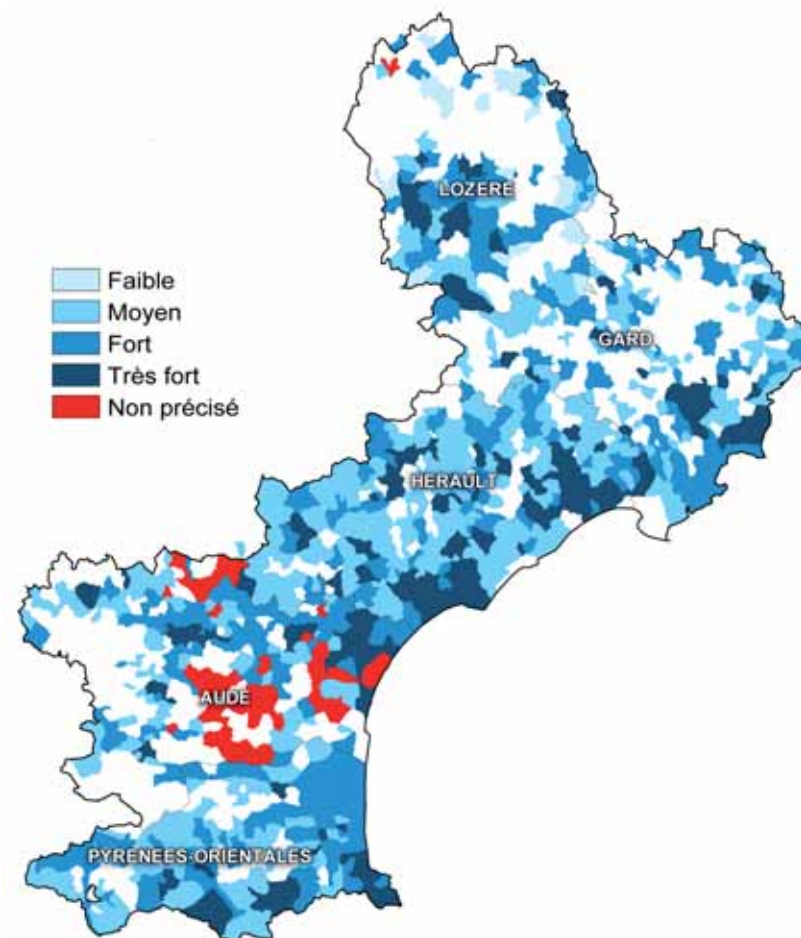 LOZERE
Faible
Moyen
Fort
Très fort
Non précisé
GARD
HERAULT
AUDE
PYRENEES-ORIENTALES